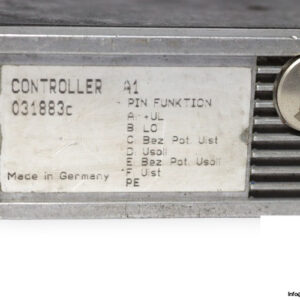 CONTROLLER A1
031883c
PIN FUNKTION
A +UL
B LO
C Bez Pot Uist
D Usoll
E Bez Pot Usoll
F Uist
PE
Made in Germany